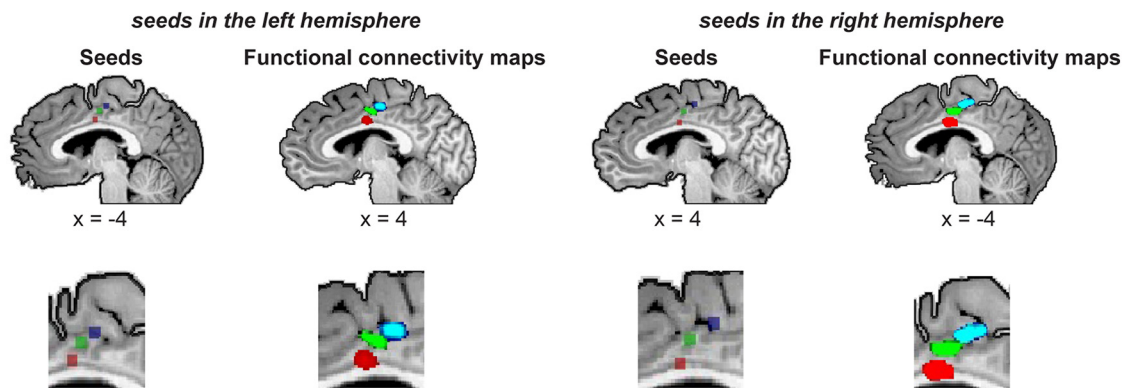 seeds in the left hemisphere
seeds in the right hemisphere
Seeds
Functional connectivity maps
Seeds
Functional connectivity maps
x = -4
x = 4
x = 4
x = -4